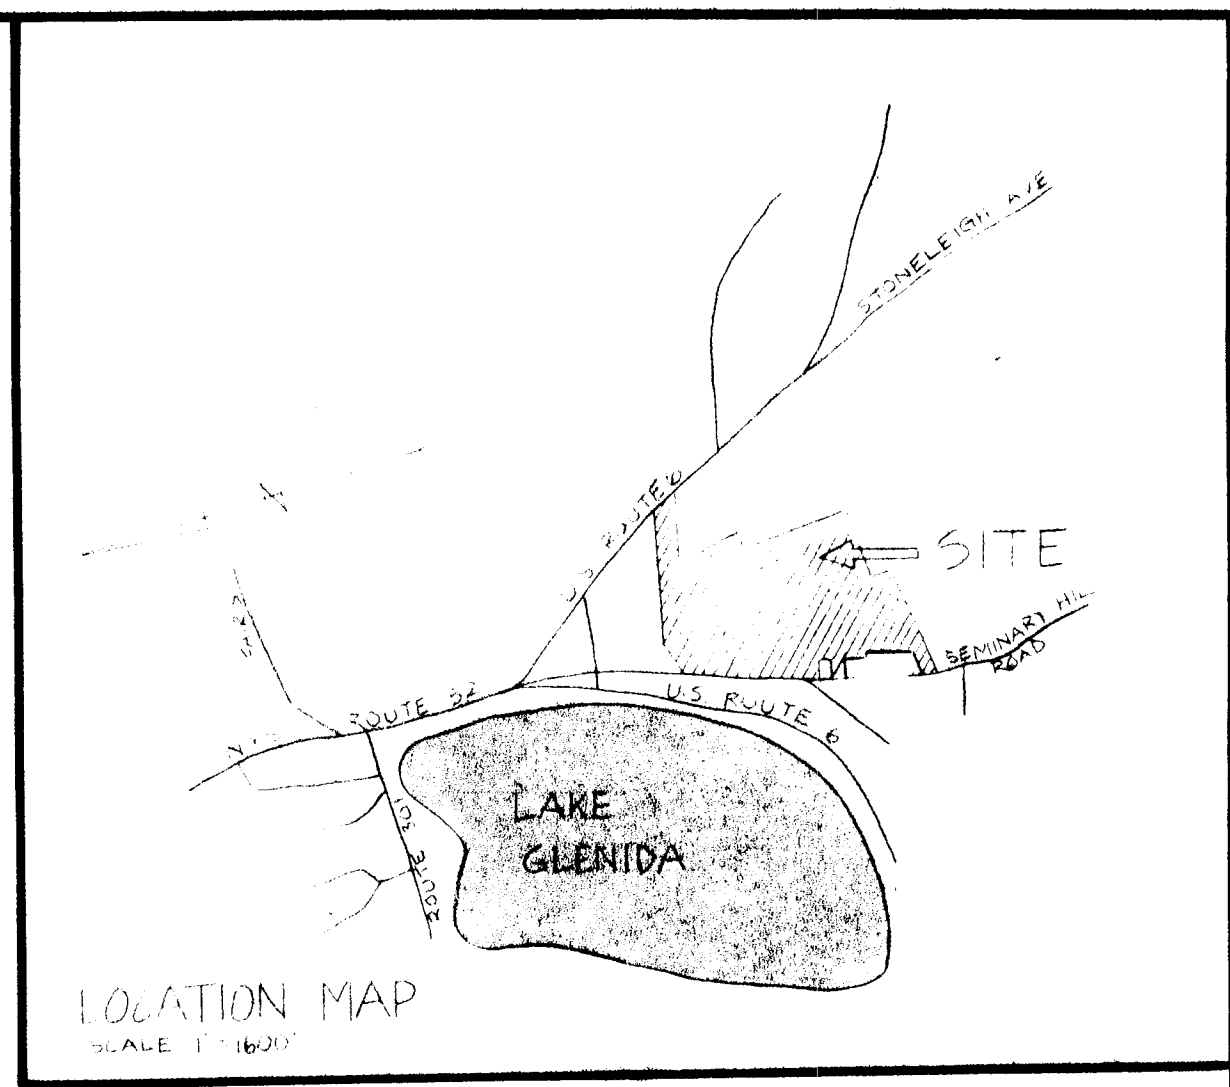 STONELEIGH AVE
U.S. ROUTE 6
SITE
SEMINARY HILL
ROAD
ROUTE 52
U.S. ROUTE 6
LAKE
GLENIDA
ROUTE 301
LOCATION MAP
SCALE 1" = 1600'